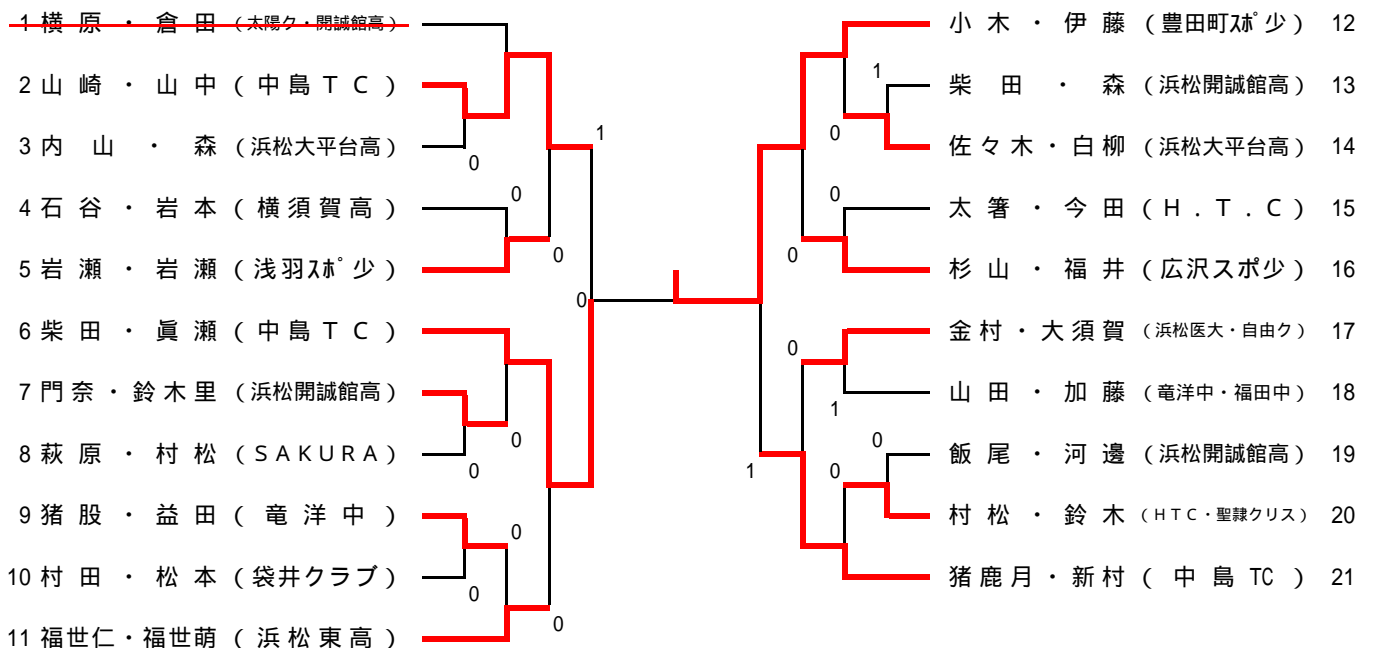 1 横原・倉田 (太陽ク・開誠館高)
2 山崎・山中 (中島TC)
3 内山・森 (浜松大平台高)
4 石谷・岩本 (横須賀高)
5 岩瀬・岩瀬 (浅羽スポ少)
6 柴田・眞瀬 (中島TC)
7 門奈・鈴木里 (浜松開誠館高)
8 萩原・村松 (SAKURA)
9 猪股・益田 (竜洋中)
10 村田・松本 (袋井クラブ)
11 福世仁・福世萌 (浜松東高)
0
0
0
0
0
0
0
0
0
1
0
小木・伊藤 (豊田町スポ少) 12
柴田・森 (浜松開誠館高) 13
佐々木・白柳 (浜松大平台高) 14
太箸・今田 (H.T.C) 15
杉山・福井 (広沢スポ少) 16
金村・大須賀 (浜松医大・自由ク) 17
山田・加藤 (竜洋中・福田中) 18
飯尾・河邊 (浜松開誠館高) 19
村松・鈴木 (HTC・聖隷クリス) 20
猪鹿月・新村 (中島TC) 21
1
0
0
0
0
1
0
0
1